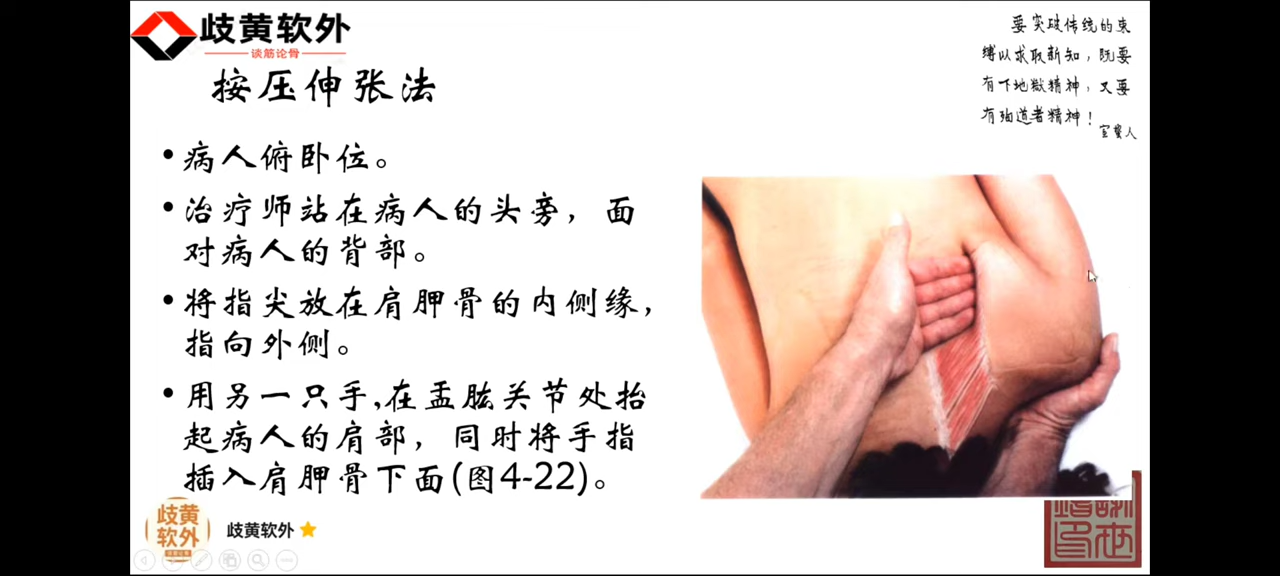 歧黄软外
谈筋论骨
按压伸张法
要突破传统的束
缚以求取新知，既要
有下地狱精神，又要
有殉道者精神！
宣蛰人
•病人俯卧位。
•治疗师站在病人的头旁，面
对病人的背部。
•将指尖放在肩胛骨的内侧缘，
指向外侧。
•用另一只手,在盂肱关节处抬
起病人的肩部，同时将手指
插入肩胛骨下面(图4-22)。
歧黄
软外
歧黄软外